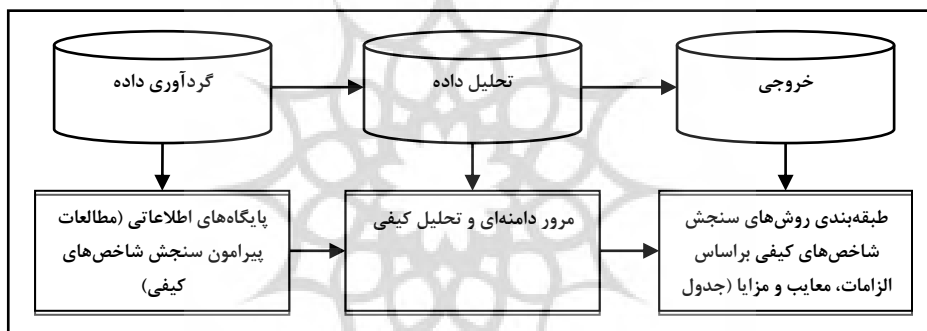 گردآوری داده
تحلیل داده
خروجی
پایگاه‌های اطلاعاتی (مطالعات
پیرامون سنجش شاخص‌های
کیفی)
مرور دامنه‌ای و تحلیل کیفی
طبقه‌بندی روش‌های سنجش
شاخص‌های کیفی براساس
الزامات، معایب و مزایا (جدول